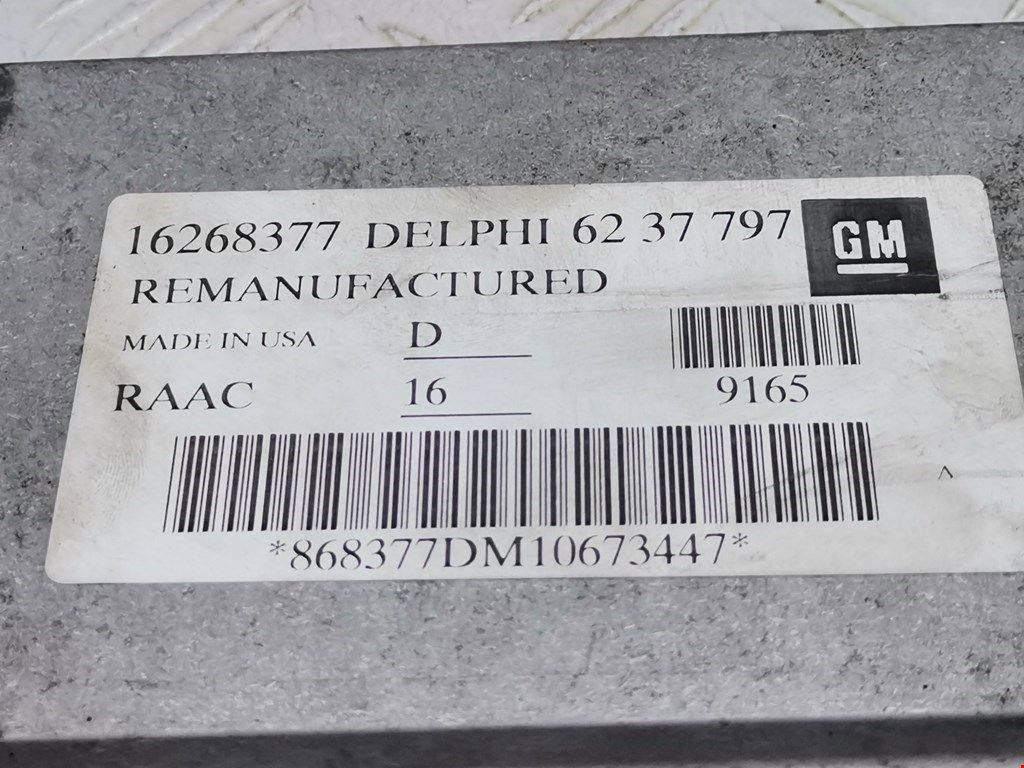 16268377 DELPHI 62 37 797 GM
REMANUFACTURED
MADE IN USA D
RAAC 16 9165
*868377DM10673447*